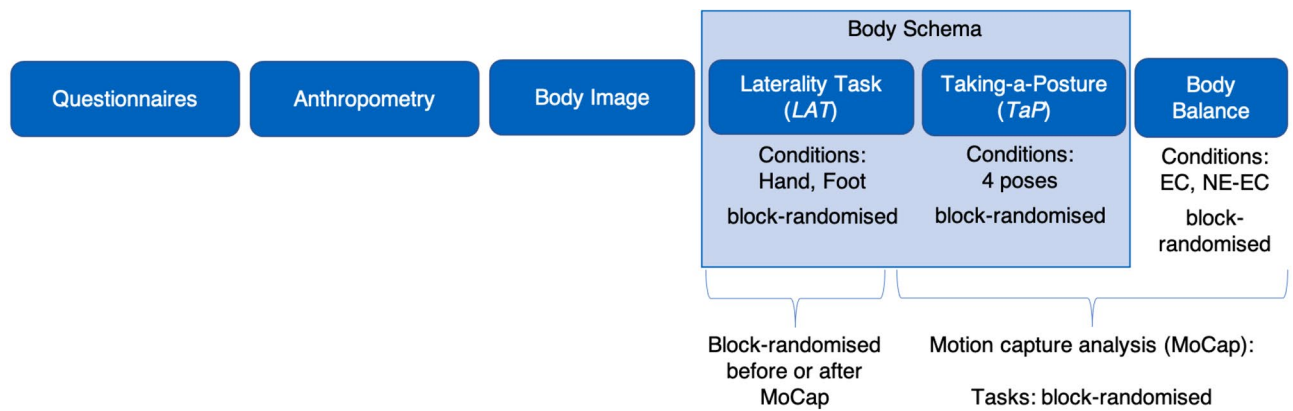 Body Schema
Questionnaires
Anthropometry
Body Image
Laterality Task
(LAT)
Taking-a-Posture
(TaP)
Body
Balance
Conditions:
Hand, Foot
block-randomised
Conditions:
4 poses
block-randomised
Conditions:
EC, NE-EC
block-
randomised
Block-randomised
before or after
MoCap
Motion capture analysis (MoCap):
Tasks: block-randomised